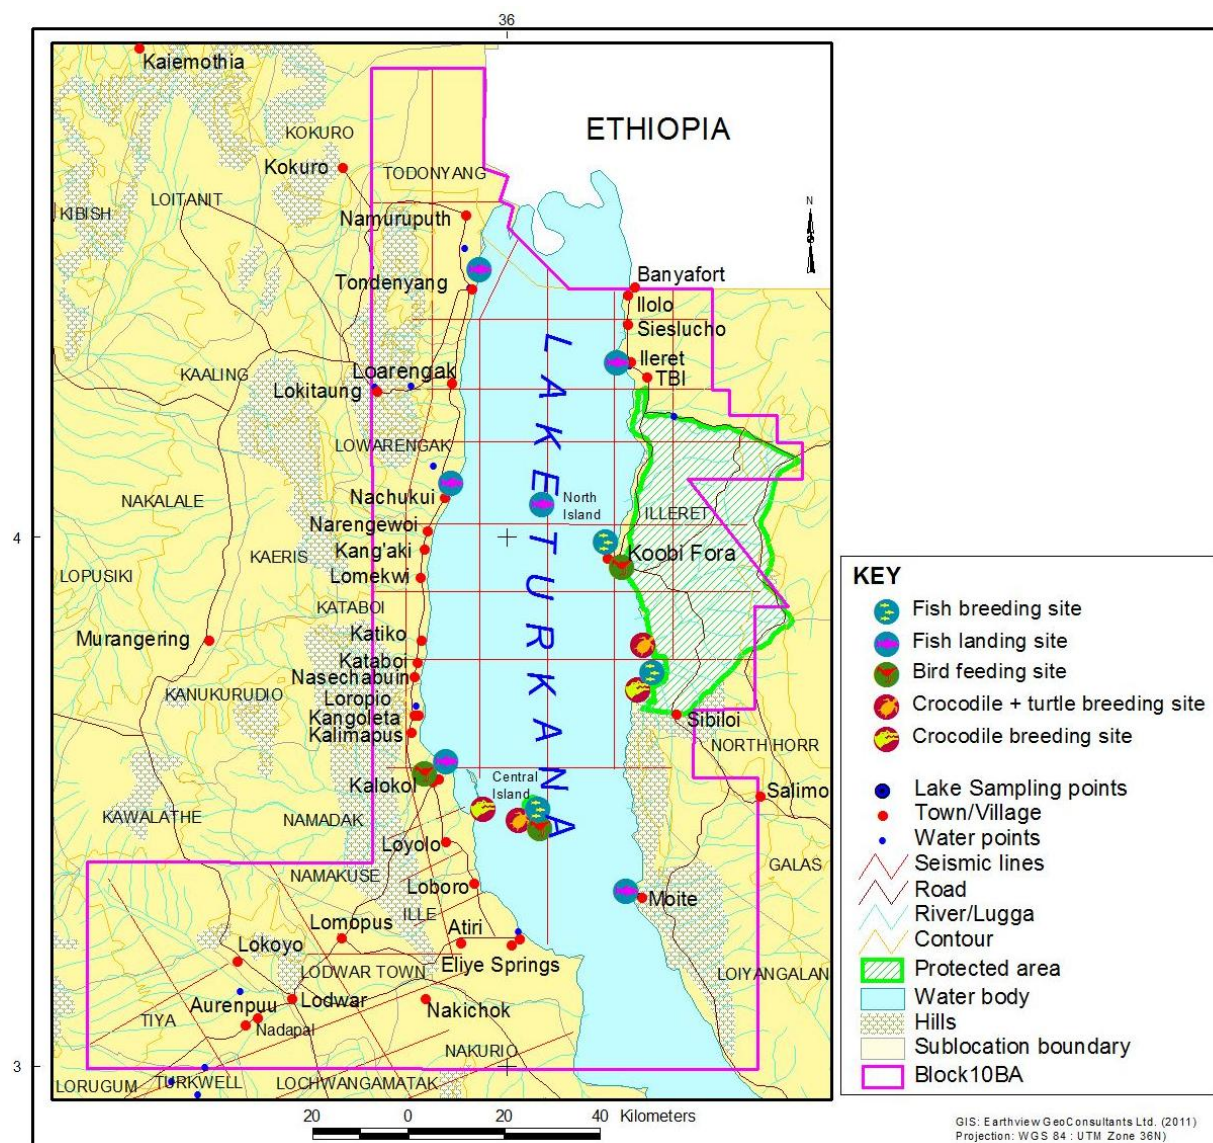 36
Kaiemothia
ETHIOPIA
KOKURO
Kokuro
TODONYANG
LOITANIT
KIBISH
Namuruputh
N
Tondenyang
Banyafort
Ilolo
Sieslucho
Ileret
TBI
KAALING
Loarengak
Lokitaung
LAKE TURKANA
LOWARENGAK
NAKALALE
Nachukui
North
Island
ILLERET
Narengewoi
4
KAERIS
Kang'aki
Koobi Fora
LOPUSIKI
Lomekwi
KATABOI
Murangering
Katiko
Kataboi
Nasechabuin
KANUKURUDIO
Loropio
Kangoleta
Kalimapus
Sibiloi
NORTH HORR
Kalokol
Central
Island
Salimo
KAWALATHE
NAMADAK
Loyolo
NAMAKUSE
GALAS
Loboro
Moite
ILLE
Lomopus
Atiri
Lokoyo
Eliye Springs
LODWAR TOWN
LOIYANGALAN
Aurenpuu
Lodwar
Nakichok
TIYA
Nadapal
NAKURIO
3
LORUGUM
TURKWELL
LOCHWANGAMATAK
20 0 20 40 Kilometers
KEY
Fish breeding site
Fish landing site
Bird feeding site
Crocodile + turtle breeding site
Crocodile breeding site
Lake Sampling points
Town/Village
Water points
Seismic lines
Road
River/Lugga
Contour
Protected area
Water body
Hills
Sublocation boundary
Block10BA
GIS: Earthview GeoConsultants Ltd. (2011)
Projection: WGS 84 : UTM Zone 36N)